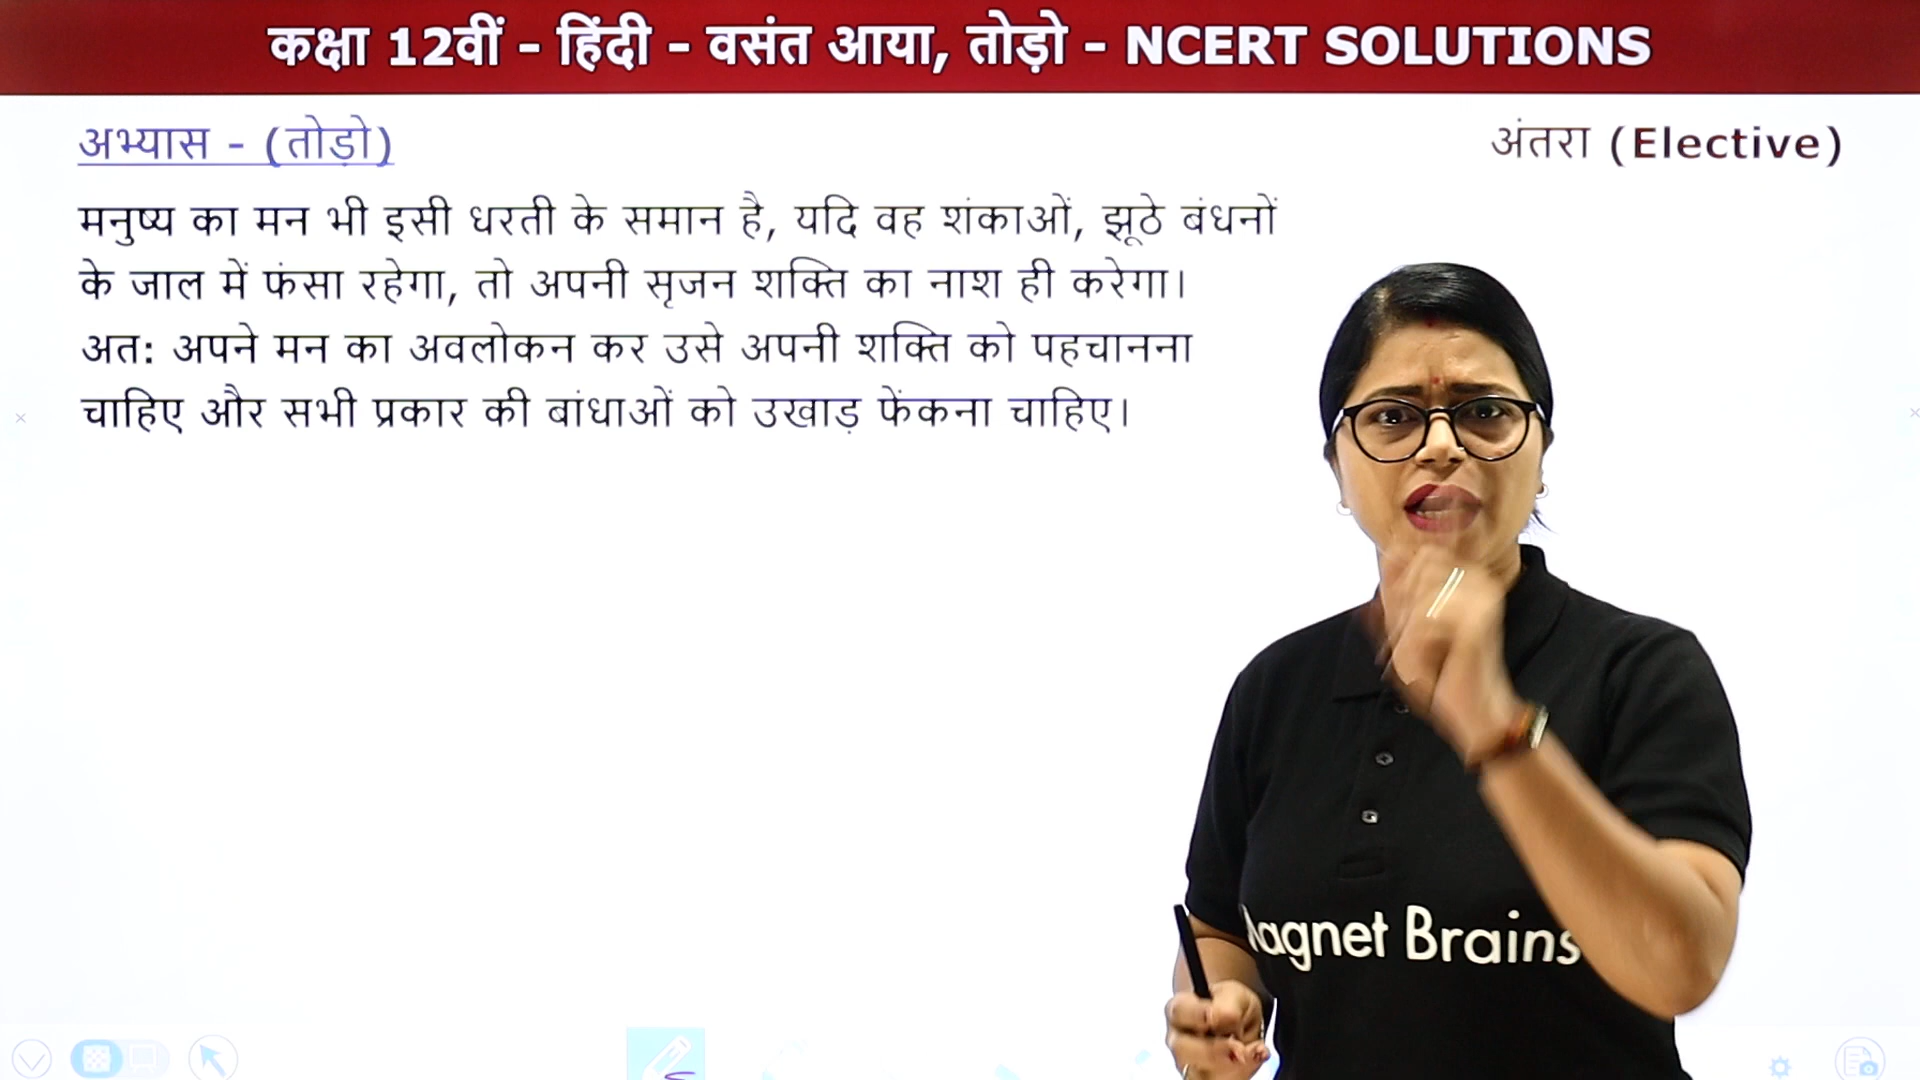 कक्षा 12वीं - हिंदी - वसंत आया, तोड़ो - NCERT SOLUTIONS
अभ्यास - (तोड़ो)
अंतरा (Elective)
मनुष्य का मन भी इसी धरती के समान है, यदि वह शंकाओं, झूठे बंधनों
के जाल में फंसा रहेगा, तो अपनी सृजन शक्ति का नाश ही करेगा।
अत: अपने मन का अवलोकन कर उसे अपनी शक्ति को पहचानना
चाहिए और सभी प्रकार की बांधाओं को उखाड़ फेंकना चाहिए।
agnet Brains